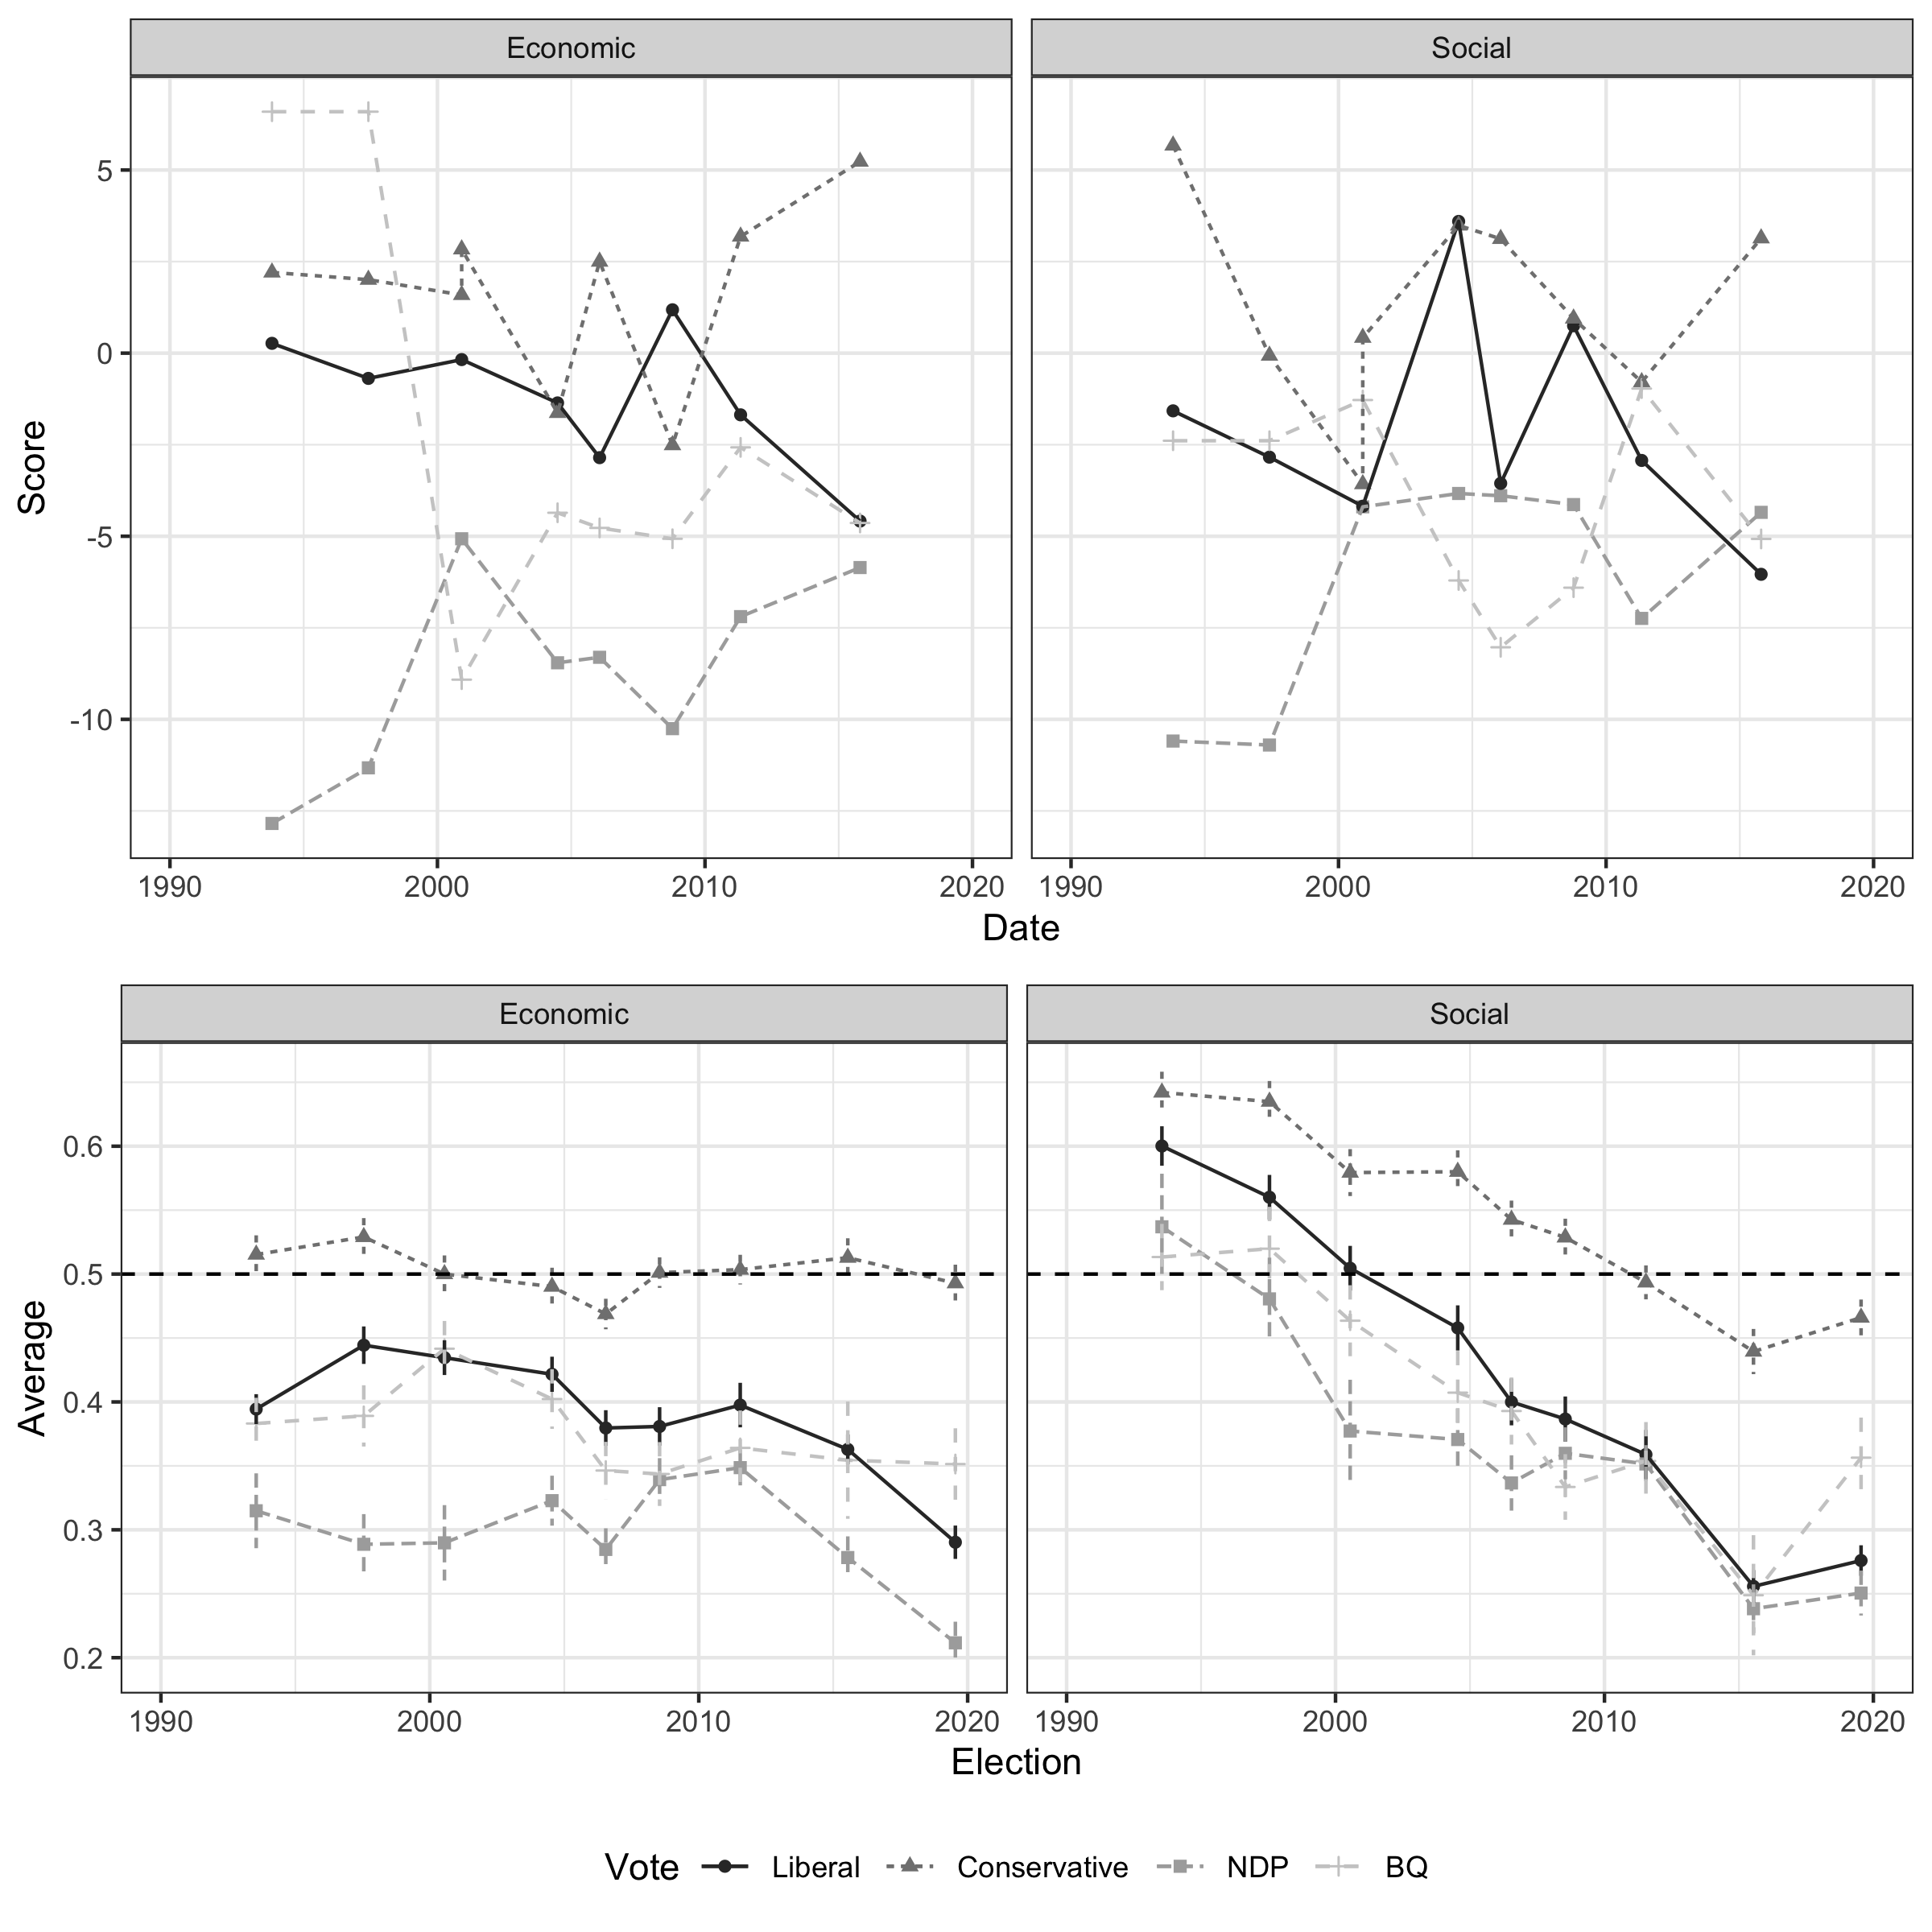 Economic Social
Score
5
0
-5
-10
1990 2000 2010 2020 1990 2000 2010 2020
Date
Economic Social
Average
0.6
0.5
0.4
0.3
0.2
1990 2000 2010 2020 1990 2000 2010 2020
Election
Vote Liberal Conservative NDP BQ